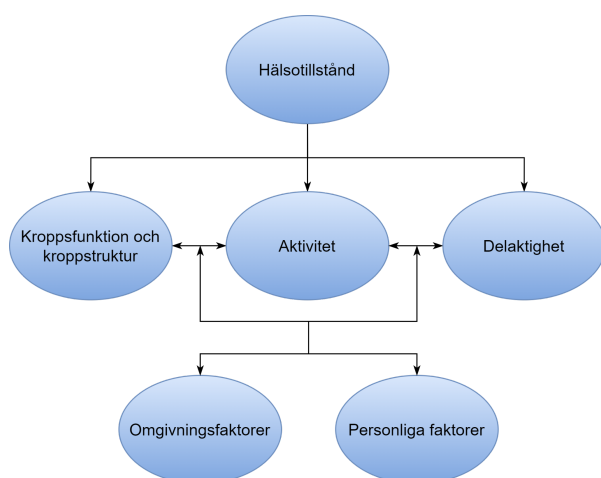 Hälsotillstånd
Kroppsfunktion och
kroppstruktur
Aktivitet
Delaktighet
Omgivningsfaktorer
Personliga faktorer